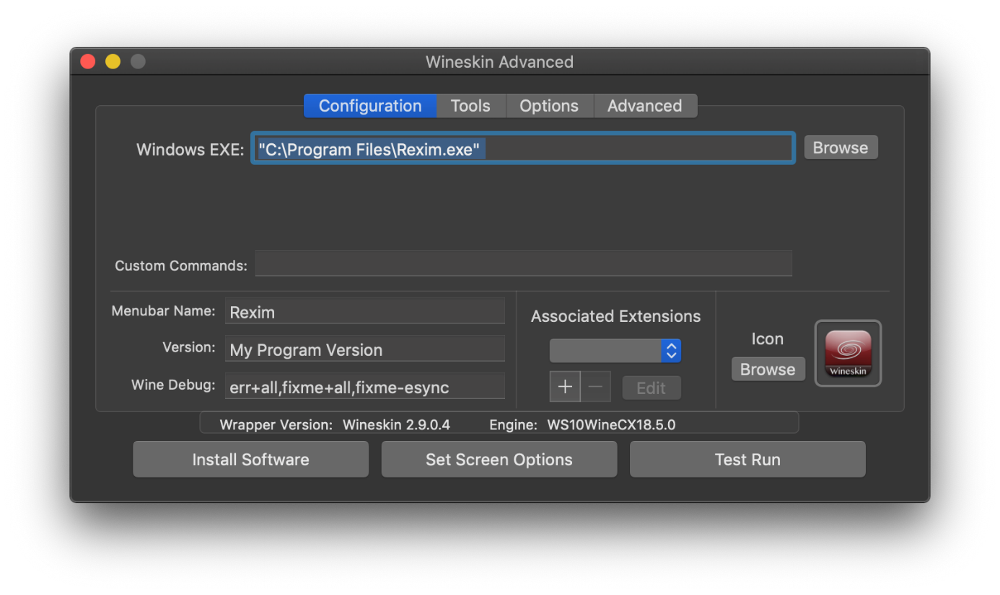 Wineskin Advanced
Configuration Tools Options Advanced
Windows EXE: "C:\Program Files\Rexim.exe" Browse
Custom Commands:
Menubar Name: Rexim
Associated Extensions
Icon
Version: My Program Version
Browse
Wineskin
Wine Debug: err+all,fixme+all,fixme-esync
+ − Edit
Wrapper Version: Wineskin 2.9.0.4 Engine: WS10WineCX18.5.0
Install Software Set Screen Options Test Run